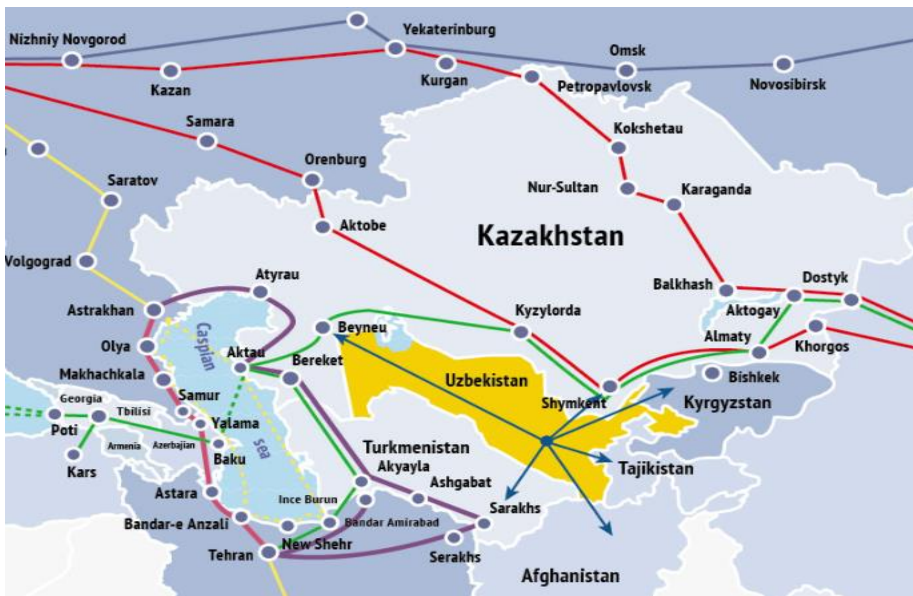 Nizhniy Novgorod
Yekaterinburg
Omsk
Kazan
Kurgan
Petropavlovsk
Novosibirsk
Samara
Kokshetau
Orenburg
Saratov
Nur-Sultan
Karaganda
Aktobe
Kazakhstan
Volgograd
Atyrau
Balkhash
Dostyk
Astrakhan
Aktogay
Beyneu
Kyzylorda
Caspian
Olya
Aktau
Almaty
Khorgos
Bereket
Makhachkala
Uzbekistan
Bishkek
Georgia
Samur
Shymkent
Kyrgyzstan
Tbilisi
Poti
Yalama
sea
Turkmenistan
Armenia
Azerbaijan
Kars
Baku
Akyayla
Tajikistan
Astara
Ashgabat
Ince Burun
Sarakhs
Bandar-e Anzali
Bandar Amirabad
New Shehr
Tehran
Serakhs
Afghanistan